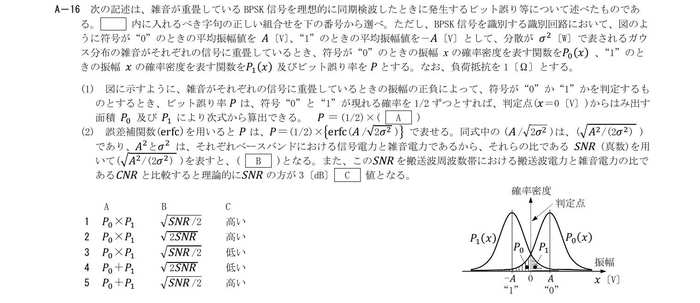 A－16 次の記述は、雑音が重畳している BPSK 信号を理想的に同期検波したときに発生するビット誤り等について述べたものであ
る。　　内に入れるべき字句の正しい組合せを下の番号から選べ。ただし、BPSK 信号を識別する識別回路において、図のよ
うに符号が “0” のときの平均振幅値を A〔V〕、“1” のときの平均振幅値を－A〔V〕として、分散が σ²〔W〕で表されるガウ
ス分布の雑音がそれぞれの信号に重畳しているとき、符号が “0” のときの振幅 x の確率密度を表す関数をP₀(x) 、“1” のと
きの振幅 x の確率密度を表す関数をP₁(x) 及びビット誤り率を P とする。なお、負荷抵抗を 1〔Ω〕とする。
(1) 図に示すように、雑音がそれぞれの信号に重畳しているときの振幅の正負によって、符号が “0” か “1” かを判定するも
のとするとき、ビット誤り率 P は、符号 “0” と “1” が現れる確率を 1/2 ずつとすれば、判定点(x＝0〔V〕)からはみ出す
面積 P₀ 及び P₁ により次式から算出できる。 P＝(1/2)×( A )
(2) 誤差補償関数(erfc)を用いると P は、P＝(1/2)×{erfc(A/√2σ²)} で表せる。同式中の (A/√2σ²)は、(√A²/(2σ²) )
であり、A²とσ² は、それぞれベースバンドにおける信号電力と雑音電力であるから、それらの比である SNR (真数)を用
いて(√A²/(2σ²) )を表すと、( B )となる。また、このSNR を搬送波周波数帯における搬送波電力と雑音電力の比で
あるCNR と比較すると理論的にSNR の方が 3〔dB〕 C 値となる。
A B C
1 P₀×P₁ √SNR/2 高い
2 P₀×P₁ √2SNR 高い
3 P₀×P₁ √SNR/2 低い
4 P₀＋P₁ √2SNR 低い
5 P₀＋P₁ √SNR/2 高い
確率密度
判定点
P₁(x) P₀ P₁ P₀(x)
振幅
－A 0 A x〔V〕
“1” “0”